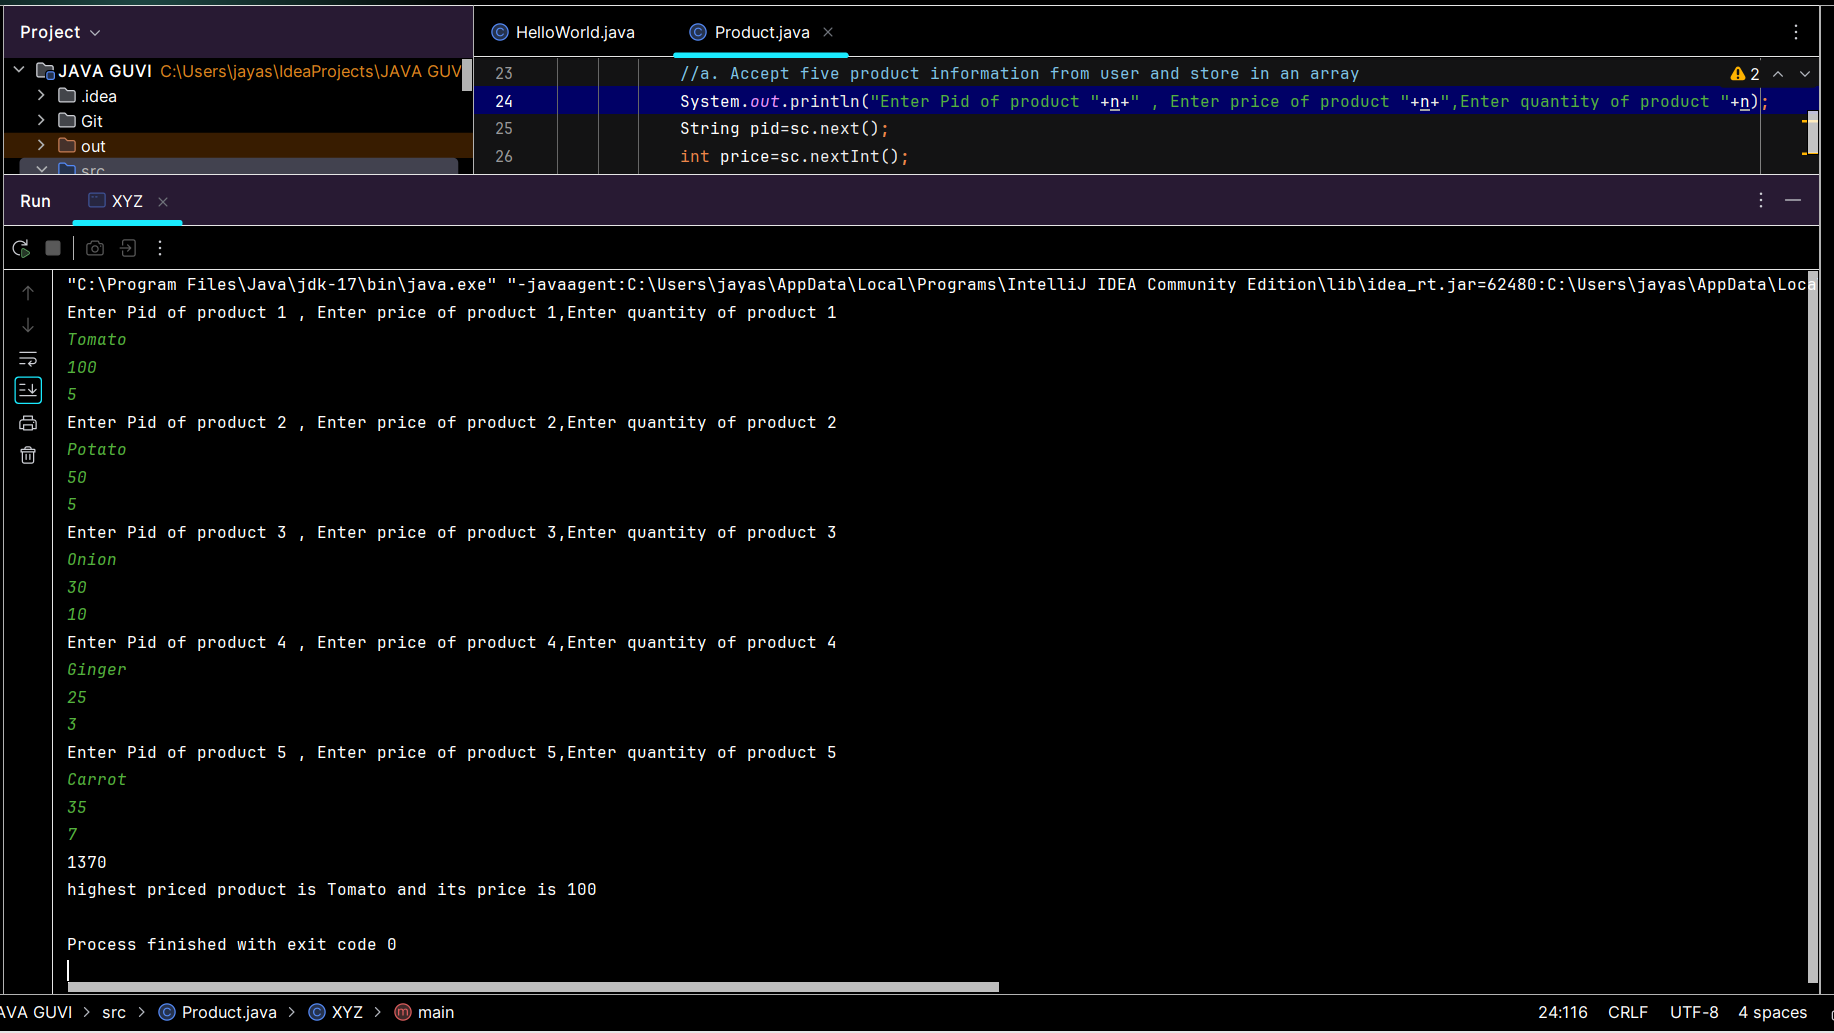 Project
HelloWorld.java
Product.java
JAVA GUVI C:\Users\jayas\IdeaProjects\JAVA GUV
.idea
Git
out
src
23 //a. Accept five product information from user and store in an array
2
24 System.out.println("Enter Pid of product "+n+" , Enter price of product "+n+",Enter quantity of product "+n);
25 String pid=sc.next();
26 int price=sc.nextInt();
Run XYZ
"C:\Program Files\Java\jdk-17\bin\java.exe" "-javaagent:C:\Users\jayas\AppData\Local\Programs\IntelliJ IDEA Community Edition\lib\idea_rt.jar=62480:C:\Users\jayas\AppData\Loca
Enter Pid of product 1 , Enter price of product 1,Enter quantity of product 1
Tomato
100
5
Enter Pid of product 2 , Enter price of product 2,Enter quantity of product 2
Potato
50
5
Enter Pid of product 3 , Enter price of product 3,Enter quantity of product 3
Onion
30
10
Enter Pid of product 4 , Enter price of product 4,Enter quantity of product 4
Ginger
25
3
Enter Pid of product 5 , Enter price of product 5,Enter quantity of product 5
Carrot
35
7
1370
highest priced product is Tomato and its price is 100
Process finished with exit code 0
AVA GUVI > src > Product.java > XYZ > main
24:116 CRLF UTF-8 4 spaces